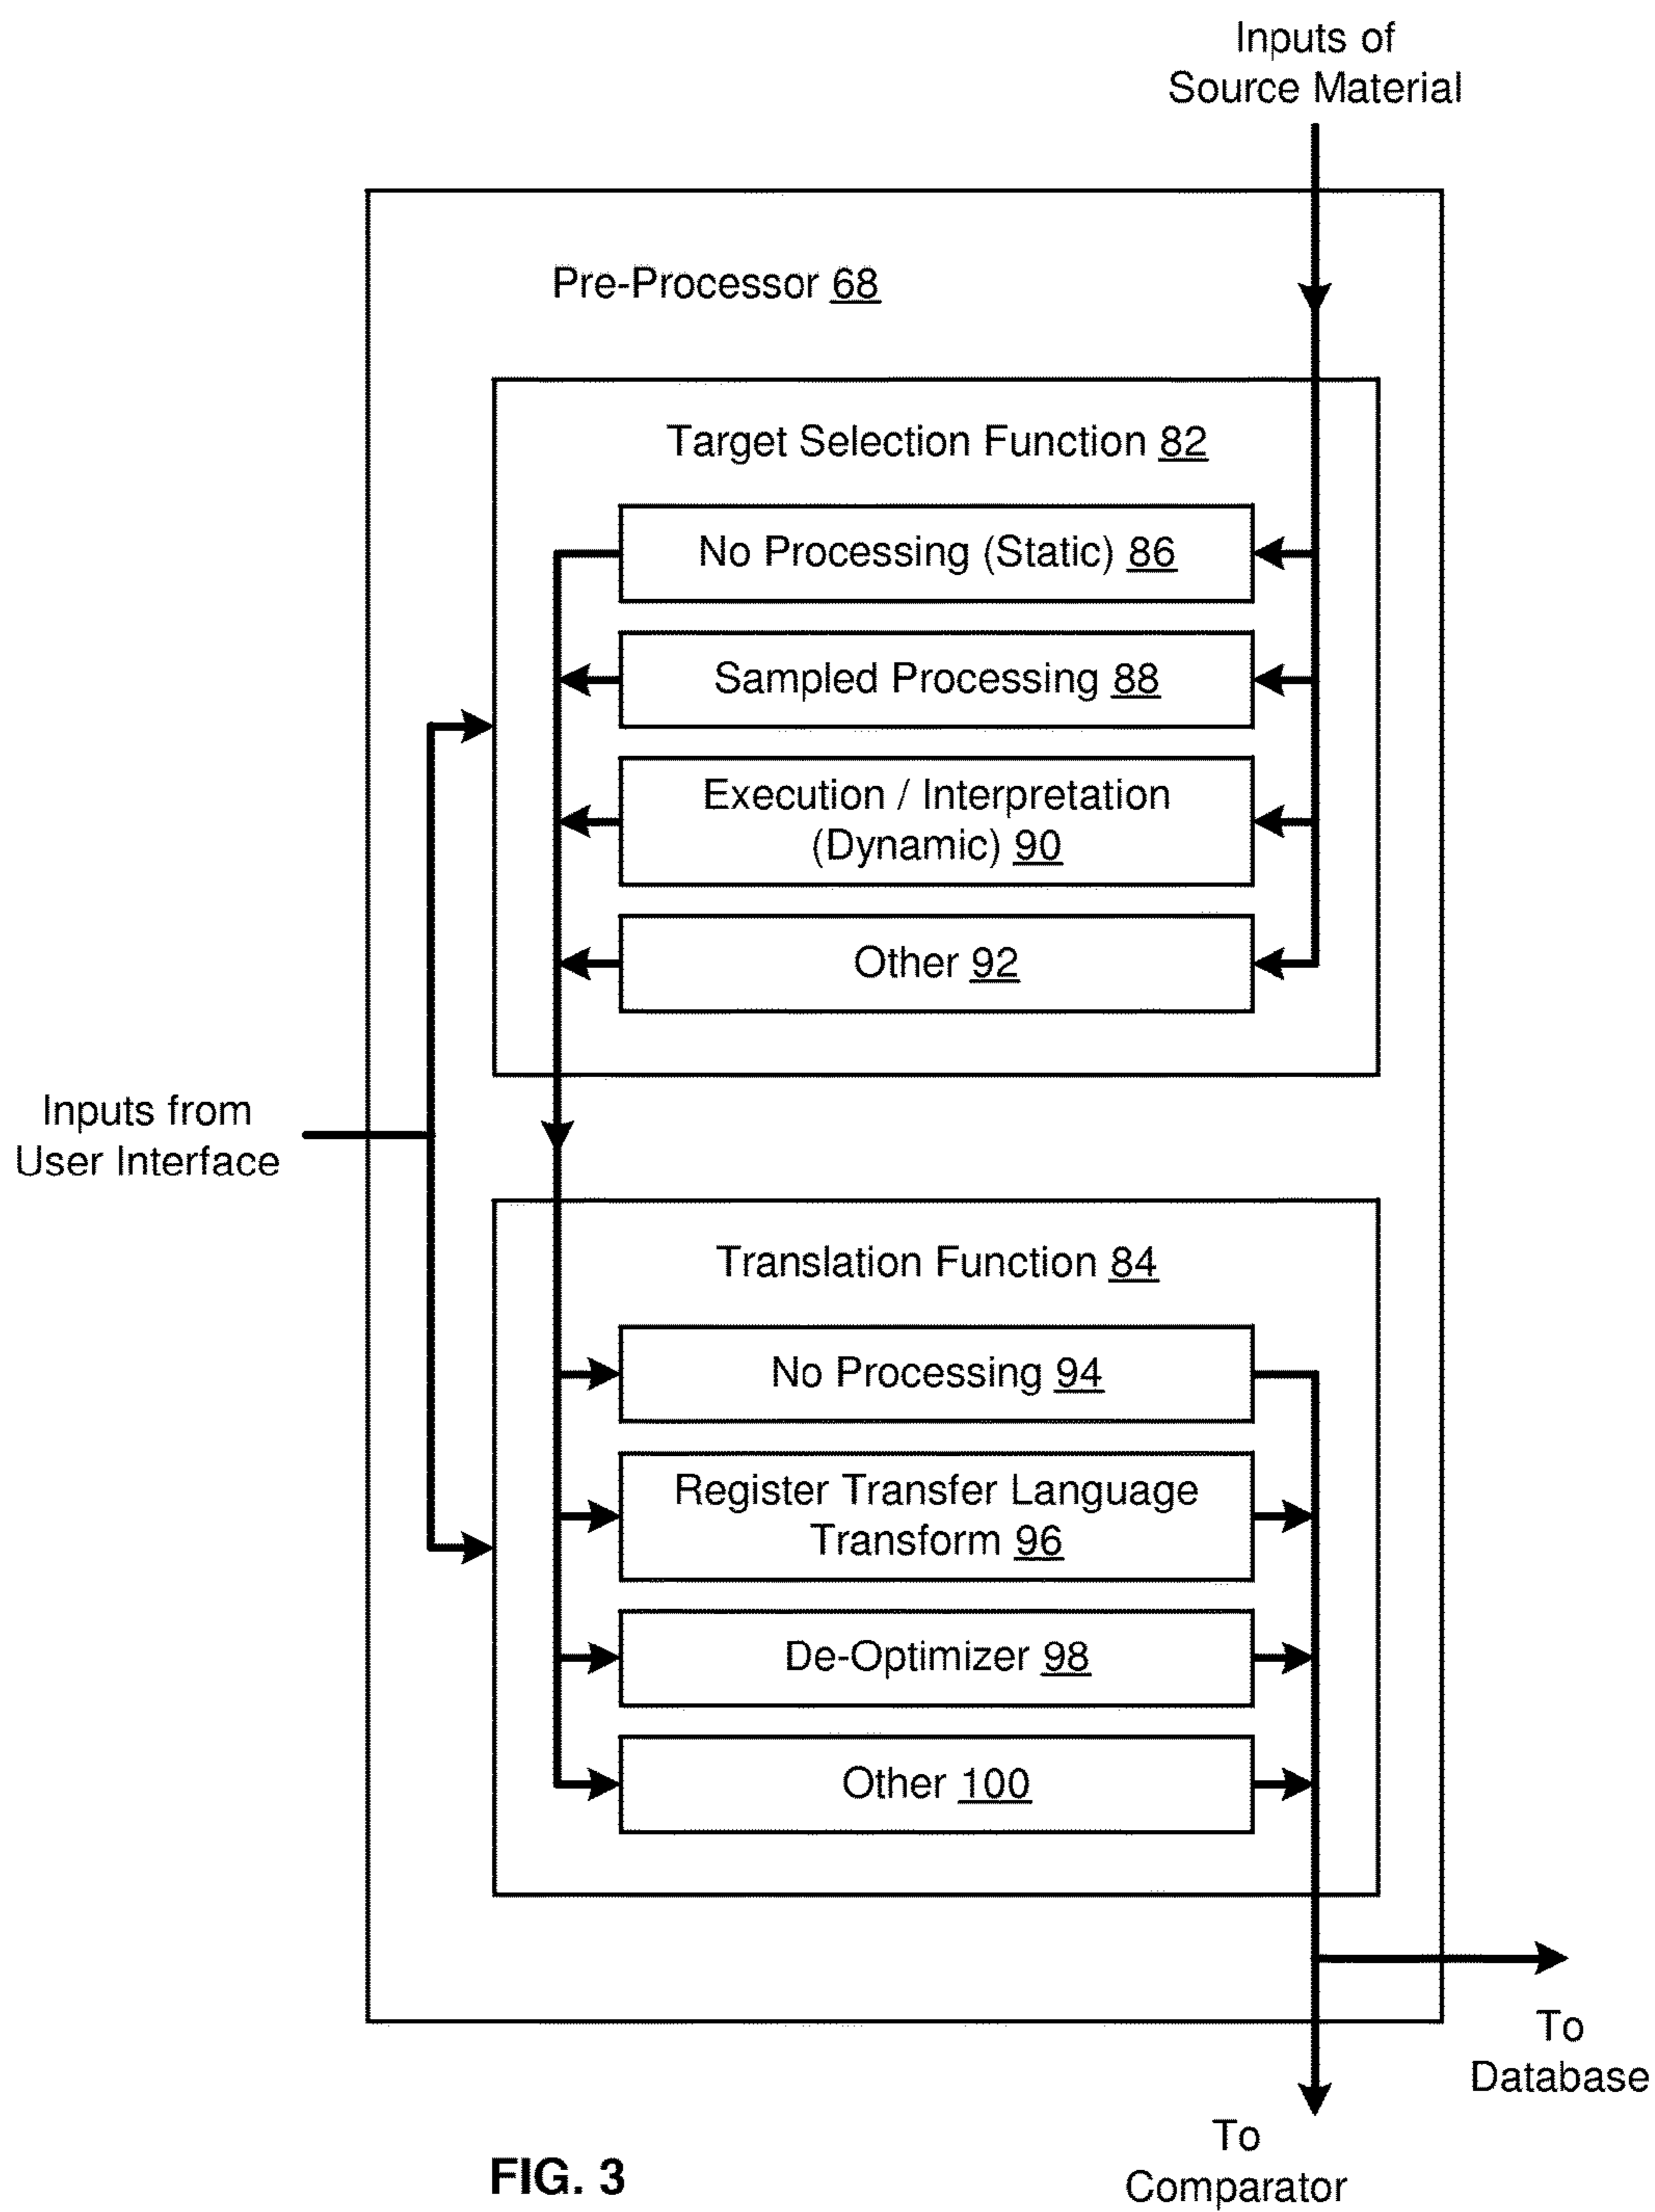 Inputs of
Source Material
Pre-Processor 68
Target Selection Function 82
No Processing (Static) 86
Sampled Processing 88
Execution / Interpretation
(Dynamic) 90
Other 92
Inputs from
User Interface
Translation Function 84
No Processing 94
Register Transfer Language
Transform 96
De-Optimizer 98
Other 100
To
Database
To
Comparator
FIG. 3